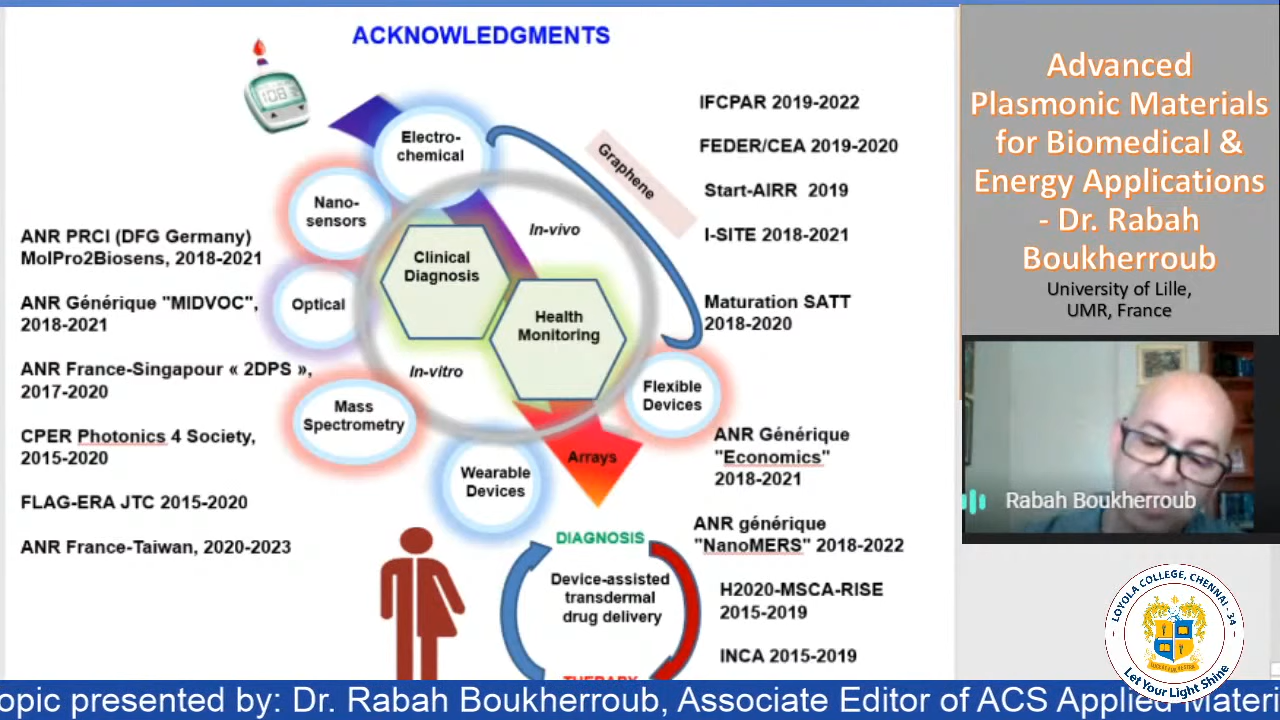 ACKNOWLEDGMENTS
Electro-
chemical
Nano-
sensors
Optical
Mass
Spectrometry
Wearable
Devices
Flexible
Devices
Arrays
Graphene
In-vivo
In-vitro
Clinical
Diagnosis
Health
Monitoring
ANR PRCI (DFG Germany)
MolPro2Biosens, 2018-2021
ANR Générique "MIDVOC",
2018-2021
ANR France-Singapour « 2DPS »,
2017-2020
CPER Photonics 4 Society,
2015-2020
FLAG-ERA JTC 2015-2020
ANR France-Taiwan, 2020-2023
IFCPAR 2019-2022
FEDER/CEA 2019-2020
Start-AIRR 2019
I-SITE 2018-2021
Maturation SATT
2018-2020
ANR Générique
"Economics"
2018-2021
ANR générique
"NanoMERS" 2018-2022
H2020-MSCA-RISE
2015-2019
INCA 2015-2019
DIAGNOSIS
Device-assisted
transdermal
drug delivery
THERAPY
Advanced
Plasmonic Materials
for Biomedical &
Energy Applications
- Dr. Rabah
Boukherroub
University of Lille,
UMR, France
Rabah Boukherroub
LOYOLA COLLEGE, CHENNAI - 34
Let Your Light Shine
opic presented by: Dr. Rabah Boukherroub, Associate Editor of ACS Applied Materi